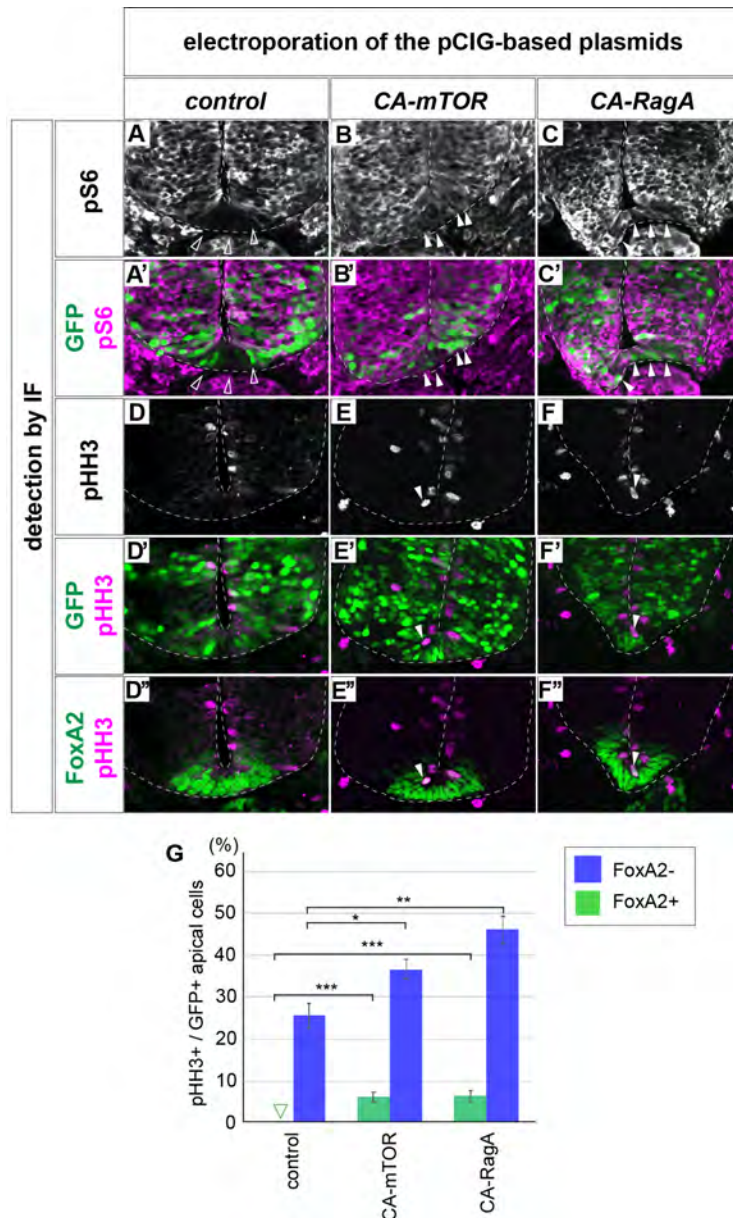 electroporation of the pCIG-based plasmids
control CA-mTOR CA-RagA
detection by IF
pS6
A B C
GFP
pS6
A' B' C'
pHH3
D E F
GFP
pHH3
D' E' F'
FoxA2
pHH3
D" E" F"
G (%)
pHH3+ / GFP+ apical cells
60
50
40
30
20
10
0
**
*
***
***
control
CA-mTOR
CA-RagA
FoxA2-
FoxA2+